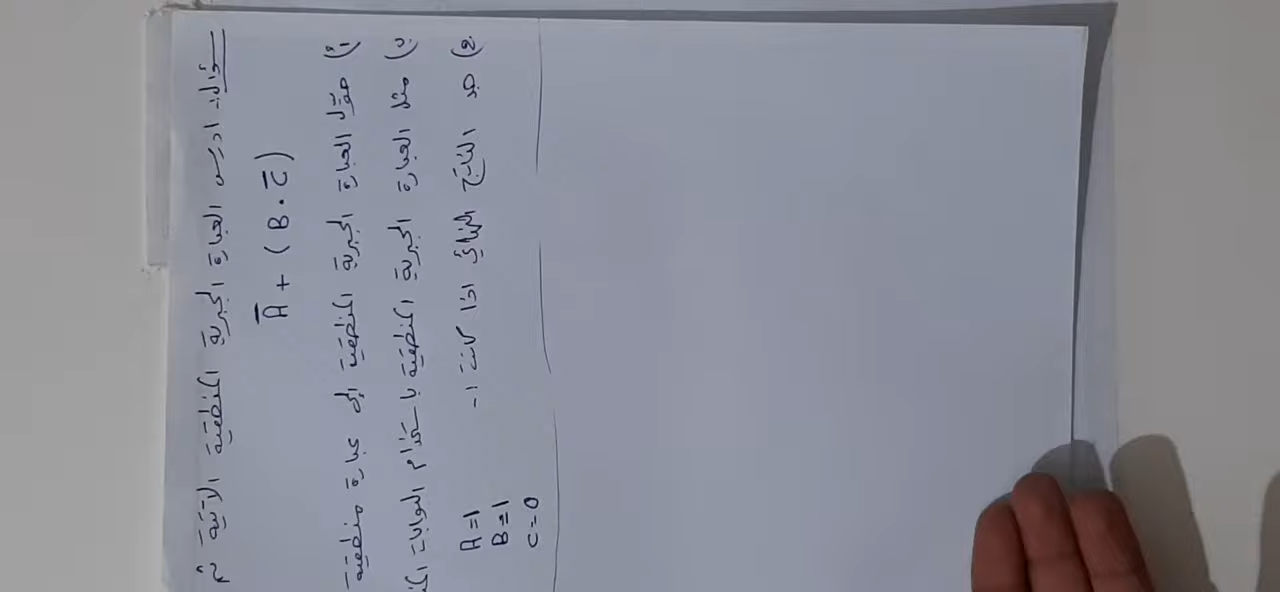 سؤال :- ادرس العبارة الجبرية المنطقية الآتية ثم
A̅ + ( B . C̅ )
أ) حوّل العبارة الجبرية المنطقية إلى عبارة منطقية
ب) مثل العبارة الجبرية المنطقية باستخدام البوابات
ج) جد الناتج النهائي اذا كانت :-
A=1
B=1
C=0